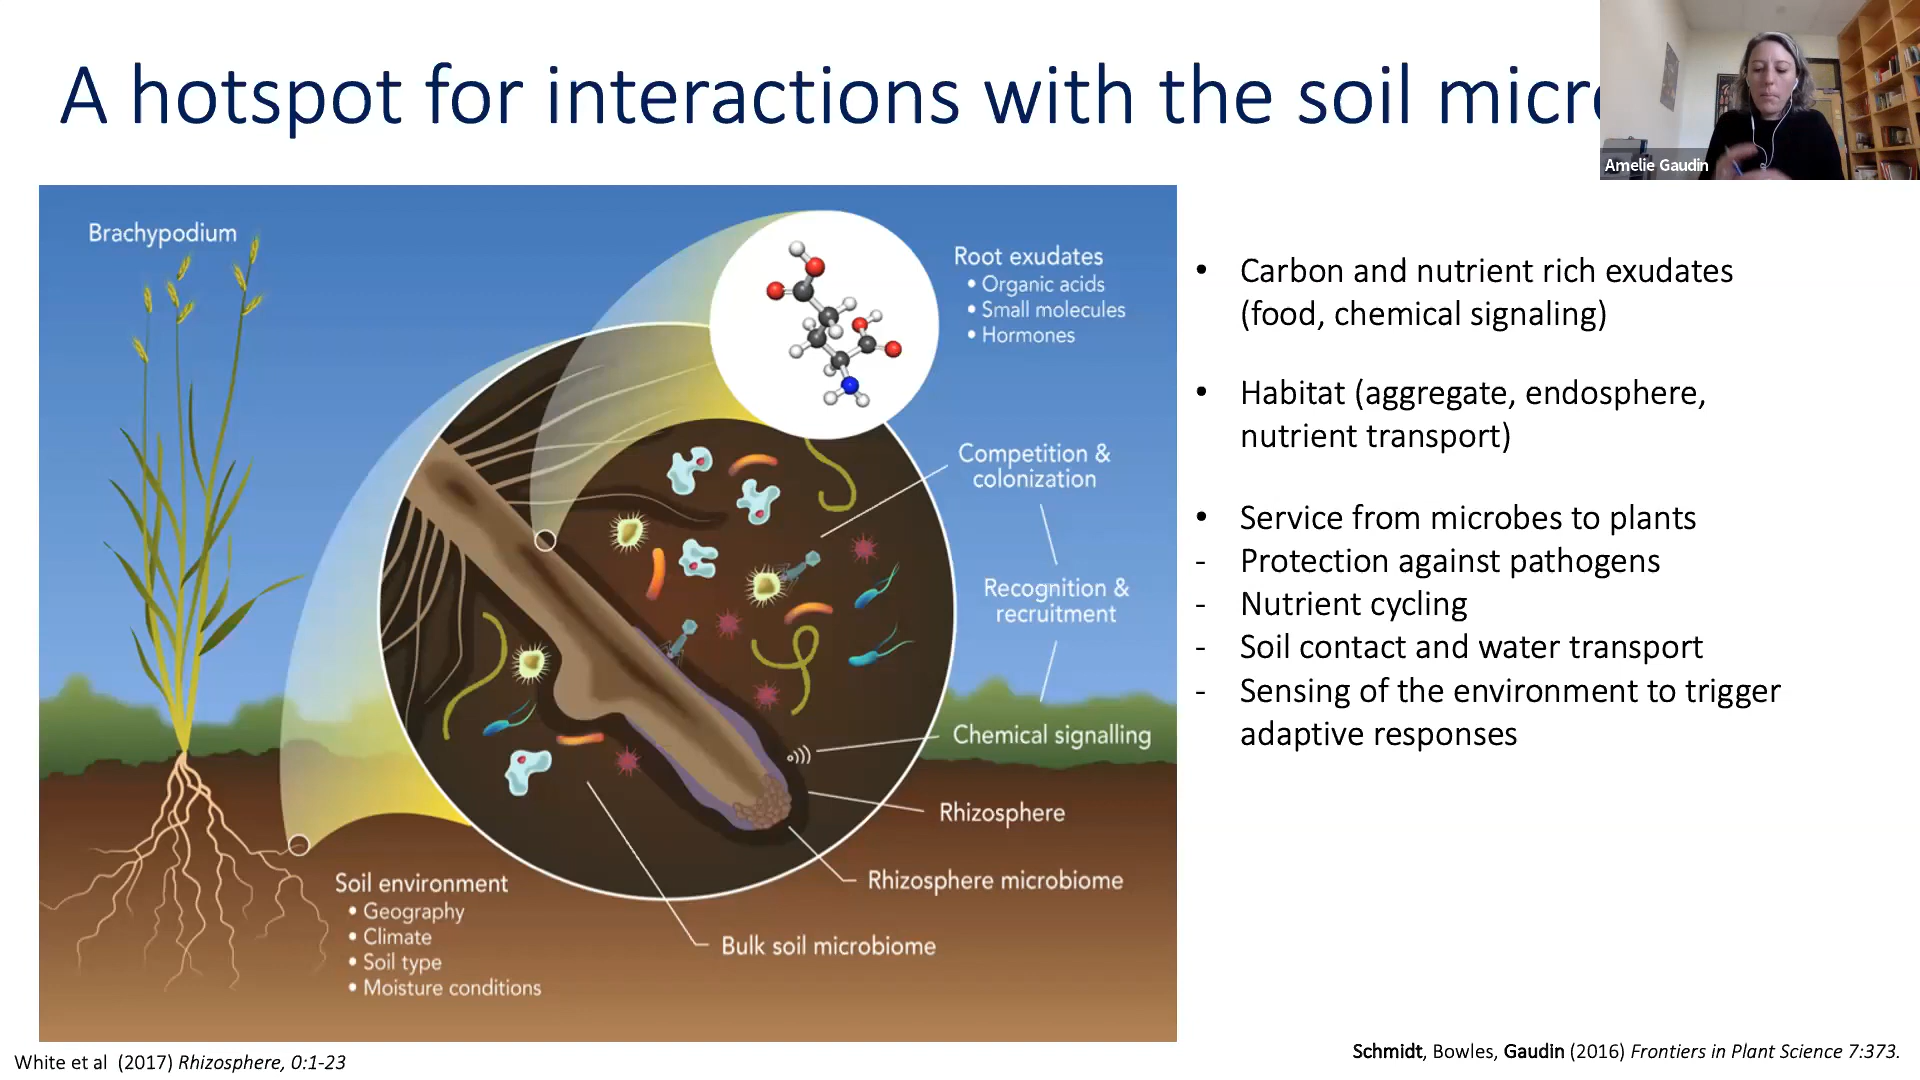 A hotspot for interactions with the soil micr
Amelie Gaudin
Brachypodium
Root exudates
• Organic acids
• Small molecules
• Hormones
Competition &
colonization
Recognition &
recruitment
Chemical signalling
Rhizosphere
Rhizosphere microbiome
Bulk soil microbiome
Soil environment
• Geography
• Climate
• Soil type
• Moisture conditions
• Carbon and nutrient rich exudates
(food, chemical signaling)
• Habitat (aggregate, endosphere,
nutrient transport)
• Service from microbes to plants
- Protection against pathogens
- Nutrient cycling
- Soil contact and water transport
- Sensing of the environment to trigger
adaptive responses
White et al (2017) Rhizosphere, 0:1-23
Schmidt, Bowles, Gaudin (2016) Frontiers in Plant Science 7:373.